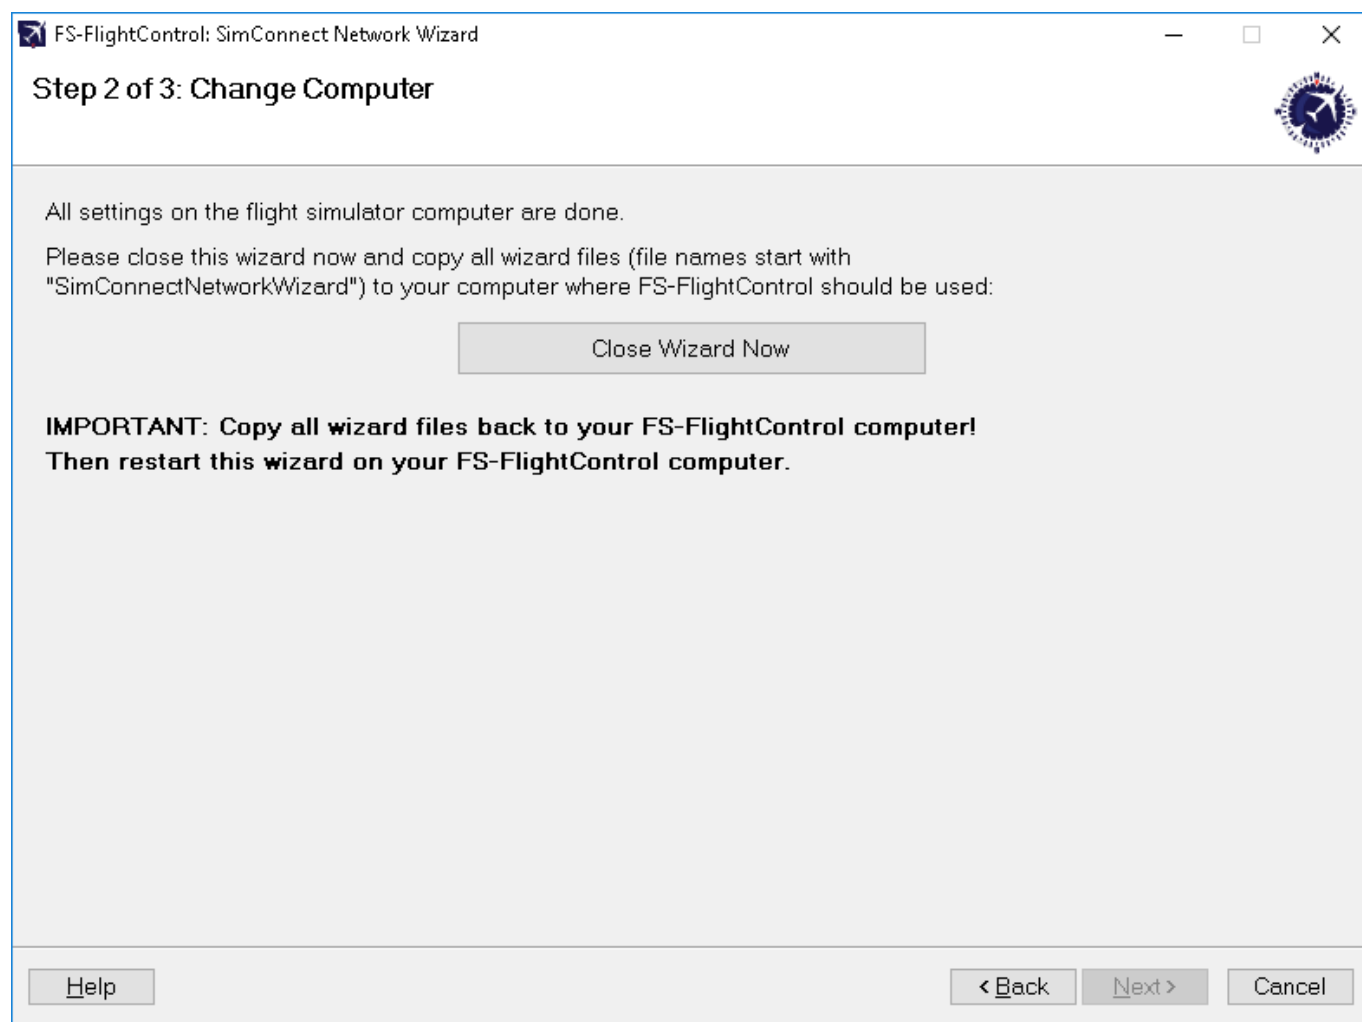 FS-FlightControl: SimConnect Network Wizard
Step 2 of 3: Change Computer
All settings on the flight simulator computer are done.
Please close this wizard now and copy all wizard files (file names start with
"SimConnectNetworkWizard") to your computer where FS-FlightControl should be used:
Close Wizard Now
IMPORTANT: Copy all wizard files back to your FS-FlightControl computer!
Then restart this wizard on your FS-FlightControl computer.
Help
< Back
Next >
Cancel